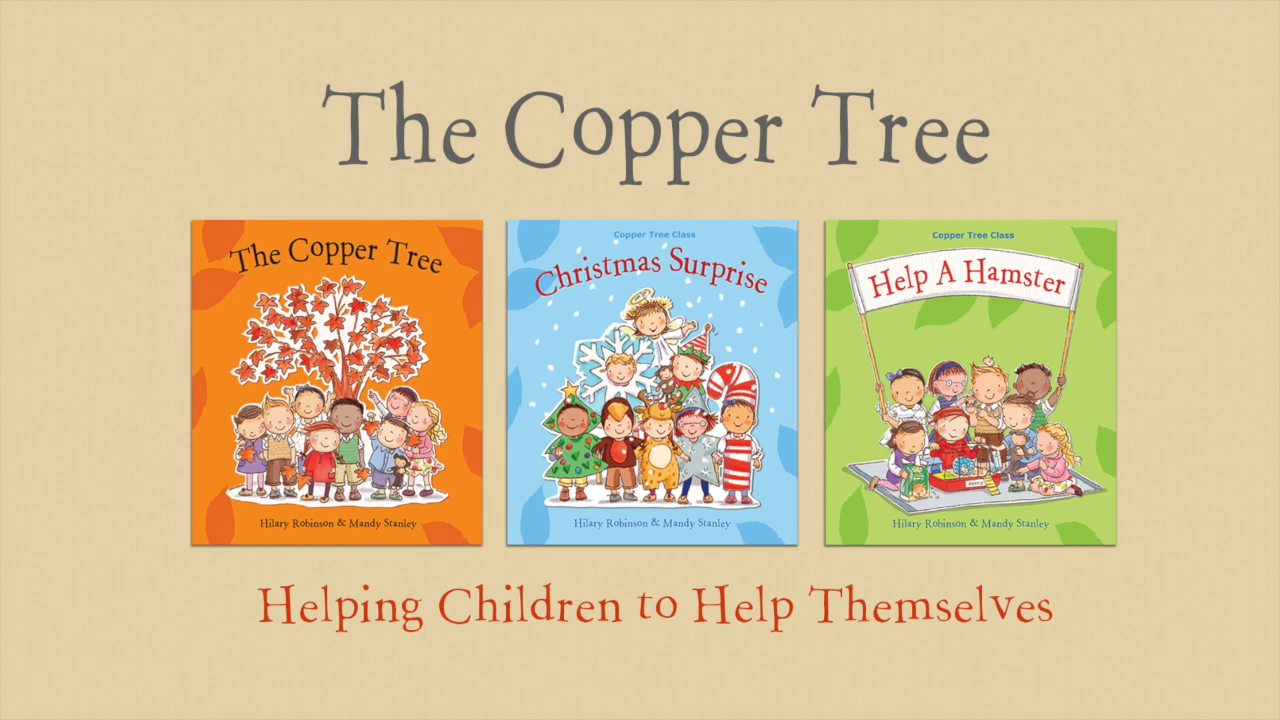 The Copper Tree
The Copper Tree
Hilary Robinson & Mandy Stanley
Copper Tree Class
Christmas Surprise
Hilary Robinson & Mandy Stanley
Copper Tree Class
Help A Hamster
Henry
Hilary Robinson & Mandy Stanley
Helping Children to Help Themselves